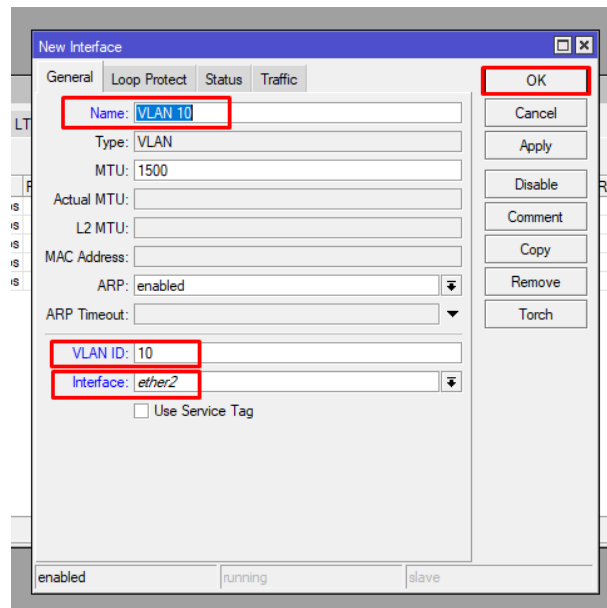 New Interface
General Loop Protect Status Traffic
OK
Cancel
Apply
Disable
Comment
Copy
Remove
Torch
Name: VLAN 10
Type: VLAN
MTU: 1500
Actual MTU:
L2 MTU:
MAC Address:
ARP: enabled
ARP Timeout:
VLAN ID: 10
Interface: ether2
Use Service Tag
enabled running slave
LT